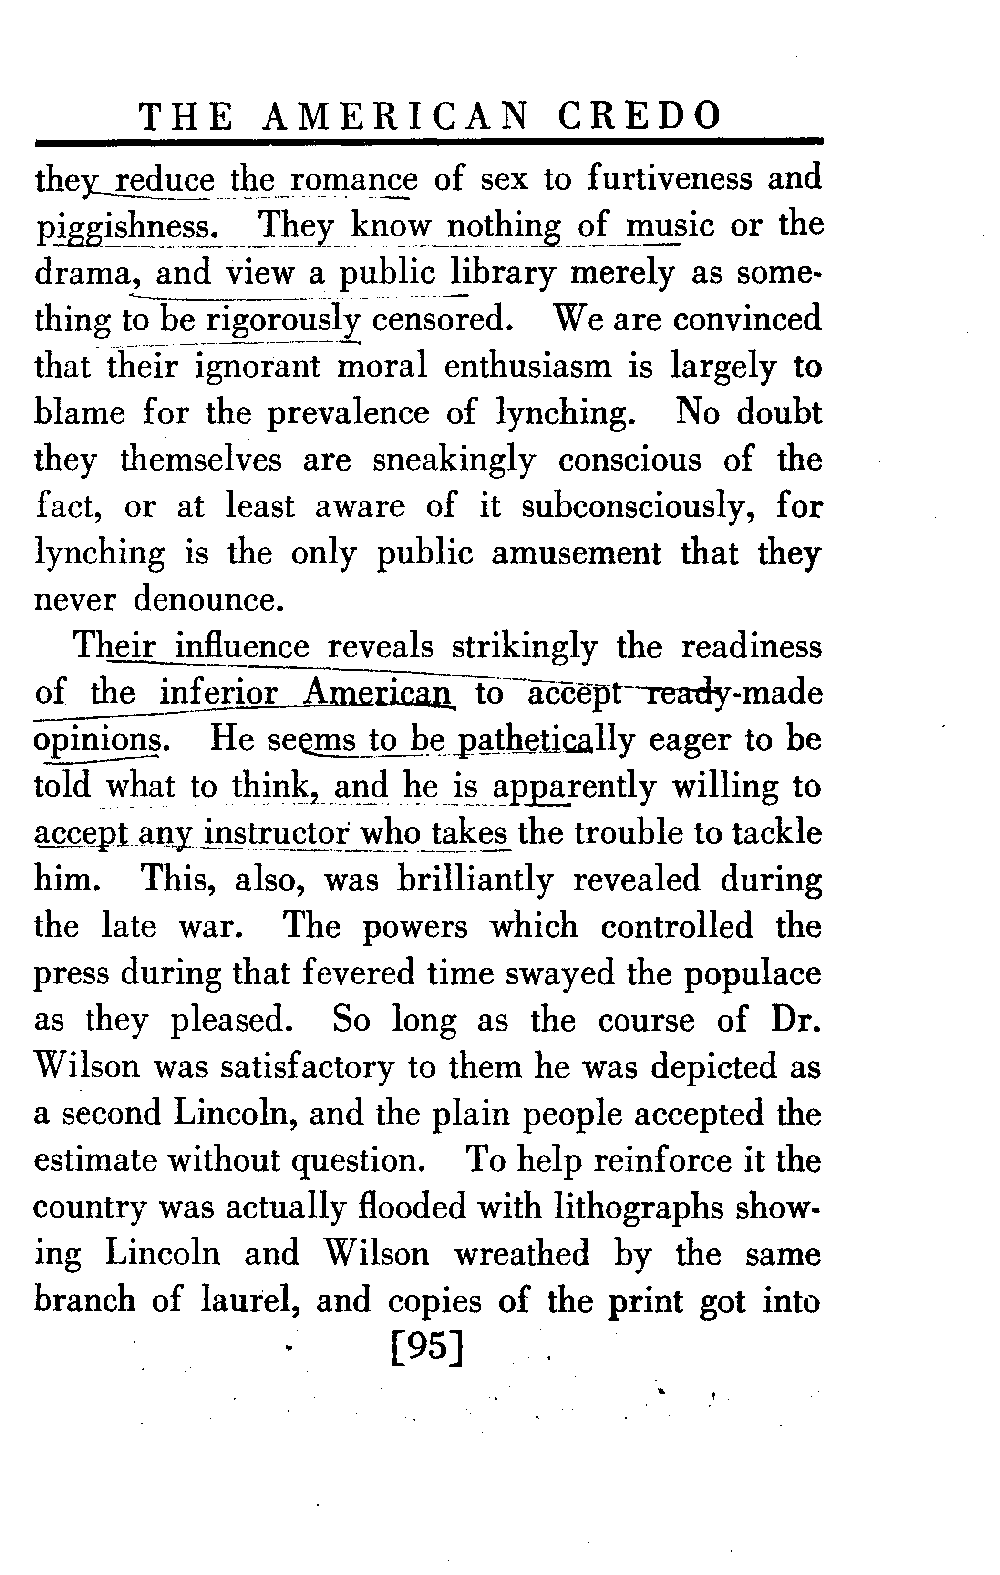 THE AMERICAN CREDO
they reduce the romance of sex to furtiveness and
piggishness. They know nothing of music or the
drama, and view a public library merely as some-
thing to be rigorously censored. We are convinced
that their ignorant moral enthusiasm is largely to
blame for the prevalence of lynching. No doubt
they themselves are sneakingly conscious of the
fact, or at least aware of it subconsciously, for
lynching is the only public amusement that they
never denounce.
Their influence reveals strikingly the readiness
of the inferior American to accept ready-made
opinions. He seems to be pathetically eager to be
told what to think, and he is apparently willing to
accept any instructor who takes the trouble to tackle
him. This, also, was brilliantly revealed during
the late war. The powers which controlled the
press during that fevered time swayed the populace
as they pleased. So long as the course of Dr.
Wilson was satisfactory to them he was depicted as
a second Lincoln, and the plain people accepted the
estimate without question. To help reinforce it the
country was actually flooded with lithographs show-
ing Lincoln and Wilson wreathed by the same
branch of laurel, and copies of the print got into
[95]